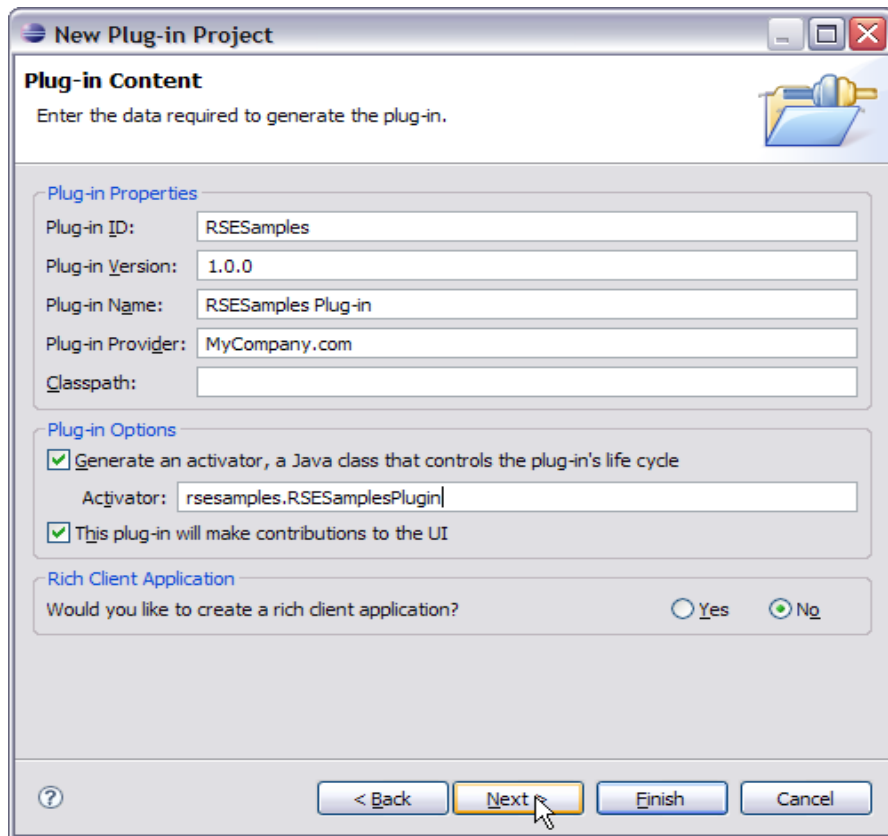 New Plug-in Project
Plug-in Content
Enter the data required to generate the plug-in.
Plug-in Properties
Plug-in ID: RSESamples
Plug-in Version: 1.0.0
Plug-in Name: RSESamples Plug-in
Plug-in Provider: MyCompany.com
Classpath:
Plug-in Options
Generate an activator, a Java class that controls the plug-in's life cycle
Activator: rsesamples.RSESamplesPlugin
This plug-in will make contributions to the UI
Rich Client Application
Would you like to create a rich client application? Yes No
? < Back Next > Finish Cancel